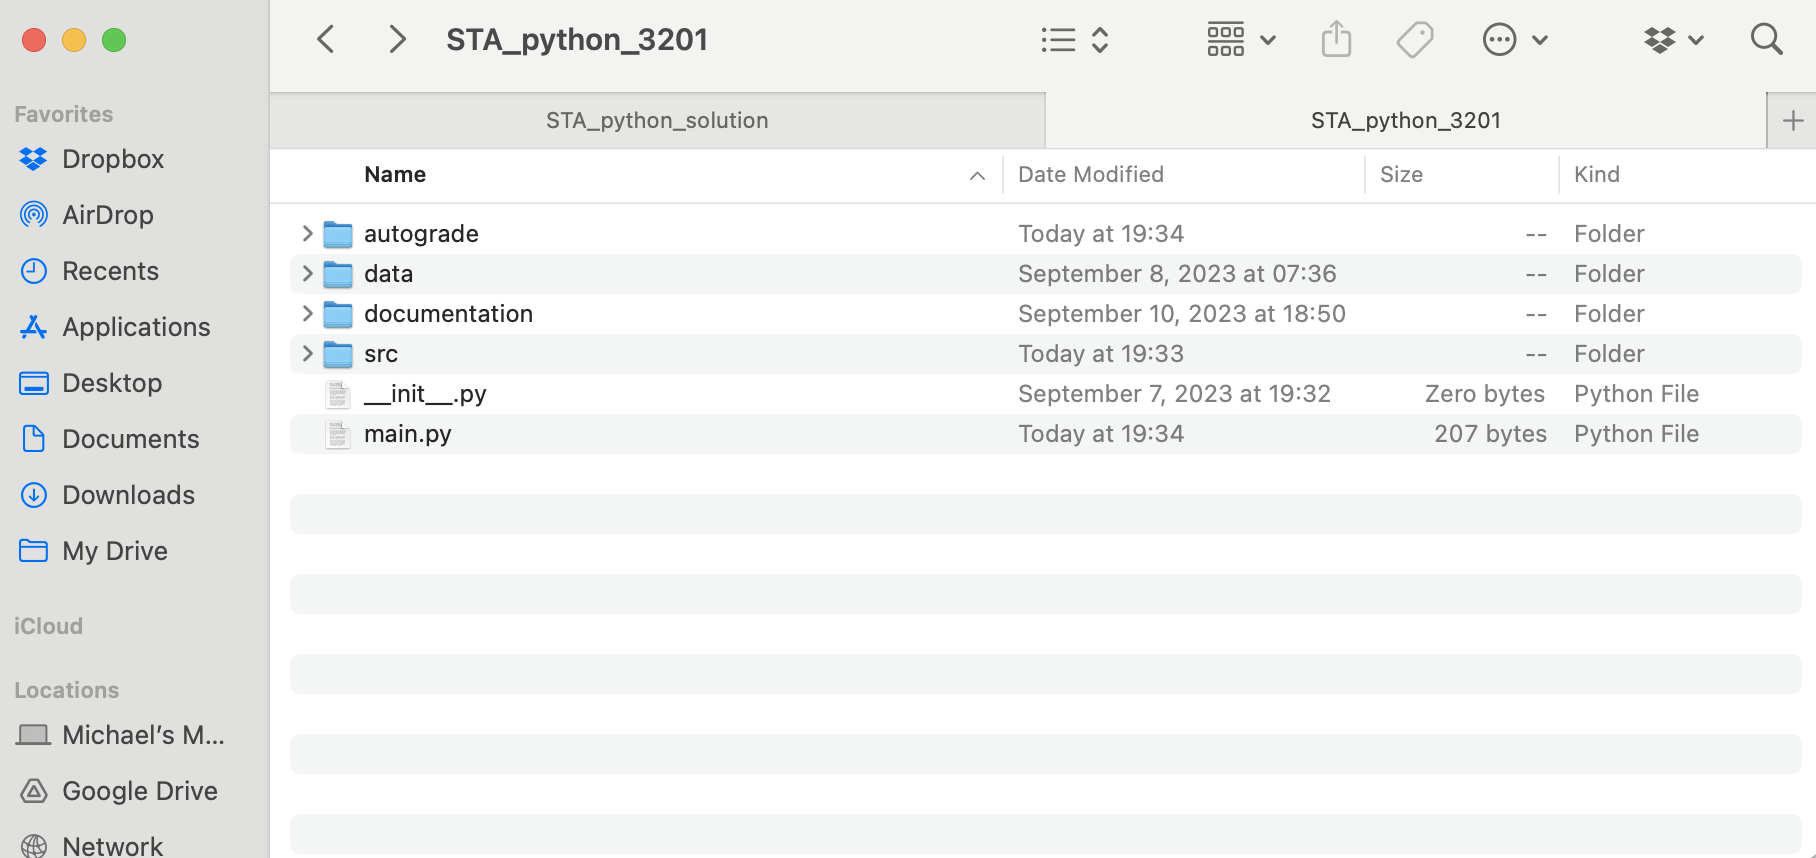 STA_python_3201
STA_python_solution
STA_python_3201
Favorites
Dropbox
AirDrop
Recents
Applications
Desktop
Documents
Downloads
My Drive
iCloud
Locations
Michael’s M...
Google Drive
Network
Name Date Modified Size Kind
autograde Today at 19:34 -- Folder
data September 8, 2023 at 07:36 -- Folder
documentation September 10, 2023 at 18:50 -- Folder
src Today at 19:33 -- Folder
__init__.py September 7, 2023 at 19:32 Zero bytes Python File
main.py Today at 19:34 207 bytes Python File